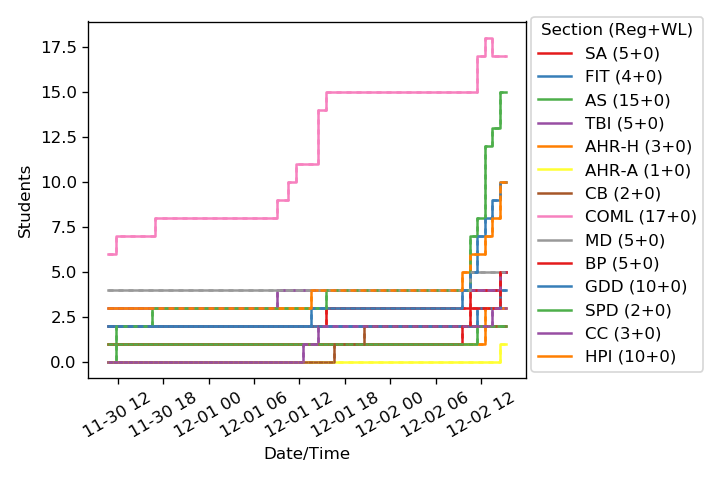 Students
17.5
15.0
12.5
10.0
7.5
5.0
2.5
0.0
11-30 12
11-30 18
12-01 00
12-01 06
12-01 12
12-01 18
12-02 00
12-02 06
12-02 12
Date/Time
Section (Reg+WL)
SA (5+0)
FIT (4+0)
AS (15+0)
TBI (5+0)
AHR-H (3+0)
AHR-A (1+0)
CB (2+0)
COML (17+0)
MD (5+0)
BP (5+0)
GDD (10+0)
SPD (2+0)
CC (3+0)
HPI (10+0)